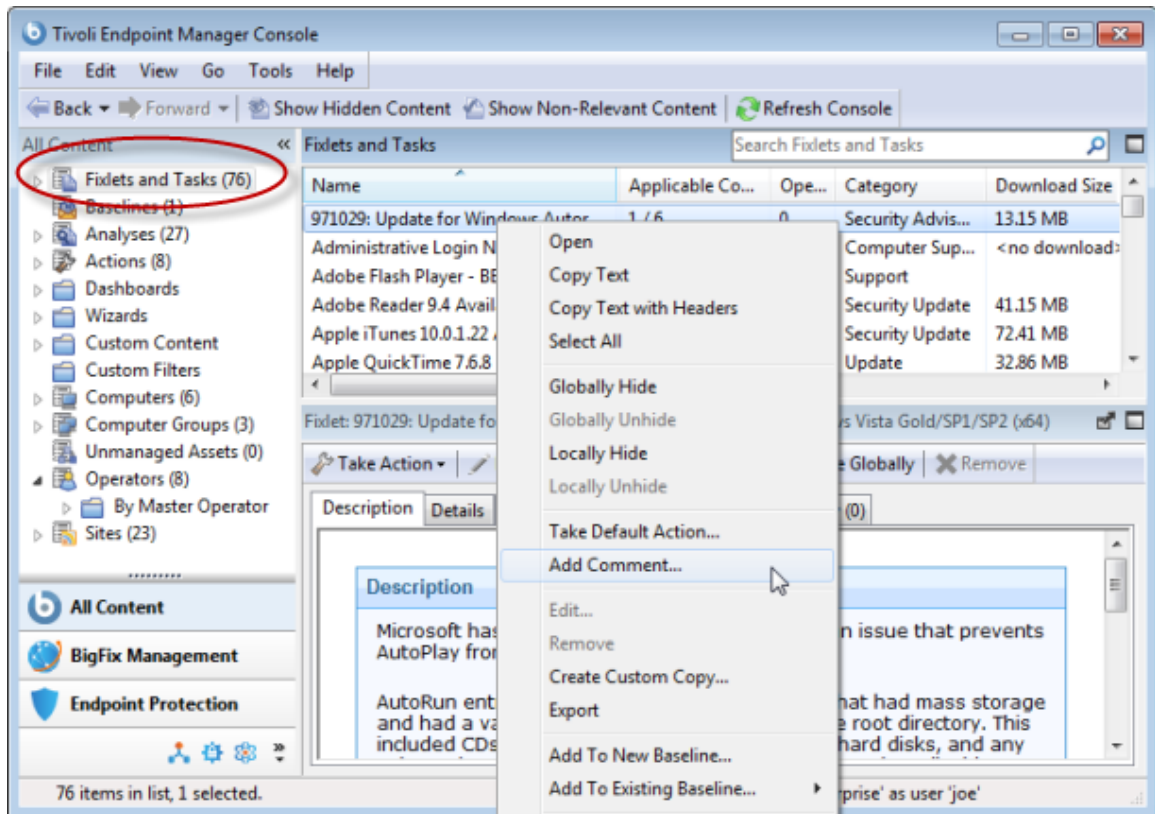 Tivoli Endpoint Manager Console
File Edit View Go Tools Help
Back Forward Show Hidden Content Show Non-Relevant Content Refresh Console
All Content « Fixlets and Tasks Search Fixlets and Tasks
Fixlets and Tasks (76)
Baselines (1)
Analyses (27)
Actions (8)
Dashboards
Wizards
Custom Content
Custom Filters
Computers (6)
Computer Groups (3)
Unmanaged Assets (0)
Operators (8)
By Master Operator
Sites (23)
All Content
BigFix Management
Endpoint Protection
Name Applicable Co... Ope... Category Download Size
971029: Update for Windows Autor 1 / 6 0 Security Advis... 13.15 MB
Administrative Login N Computer Sup... <no download>
Adobe Flash Player - BE Support
Adobe Reader 9.4 Avail Security Update 41.15 MB
Apple iTunes 10.0.1.22 Security Update 72.41 MB
Apple QuickTime 7.6.8 Update 32.86 MB
Open
Copy Text
Copy Text with Headers
Select All
Globally Hide
Globally Unhide
Locally Hide
Locally Unhide
Take Default Action...
Add Comment...
Edit...
Remove
Create Custom Copy...
Export
Add To New Baseline...
Add To Existing Baseline...
Fixlet: 971029: Update fo vs Vista Gold/SP1/SP2 (x64)
Take Action e Globally Remove
Description Details (0)
Description
Microsoft has n issue that prevents
AutoPlay fro
AutoRun ent hat had mass storage
and had a va e root directory. This
included CDs hard disks, and any
76 items in list, 1 selected. prise' as user 'joe'